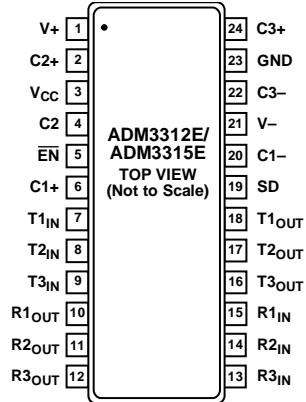 V+ 1 24 C3+
C2+ 2 23 GND
VCC 3 22 C3–
C2 4 21 V–
EN 5 20 C1–
C1+ 6 19 SD
T1IN 7 18 T1OUT
T2IN 8 17 T2OUT
T3IN 9 16 T3OUT
R1OUT 10 15 R1IN
R2OUT 11 14 R2IN
R3OUT 12 13 R3IN
ADM3312E/
ADM3315E
TOP VIEW
(Not to Scale)